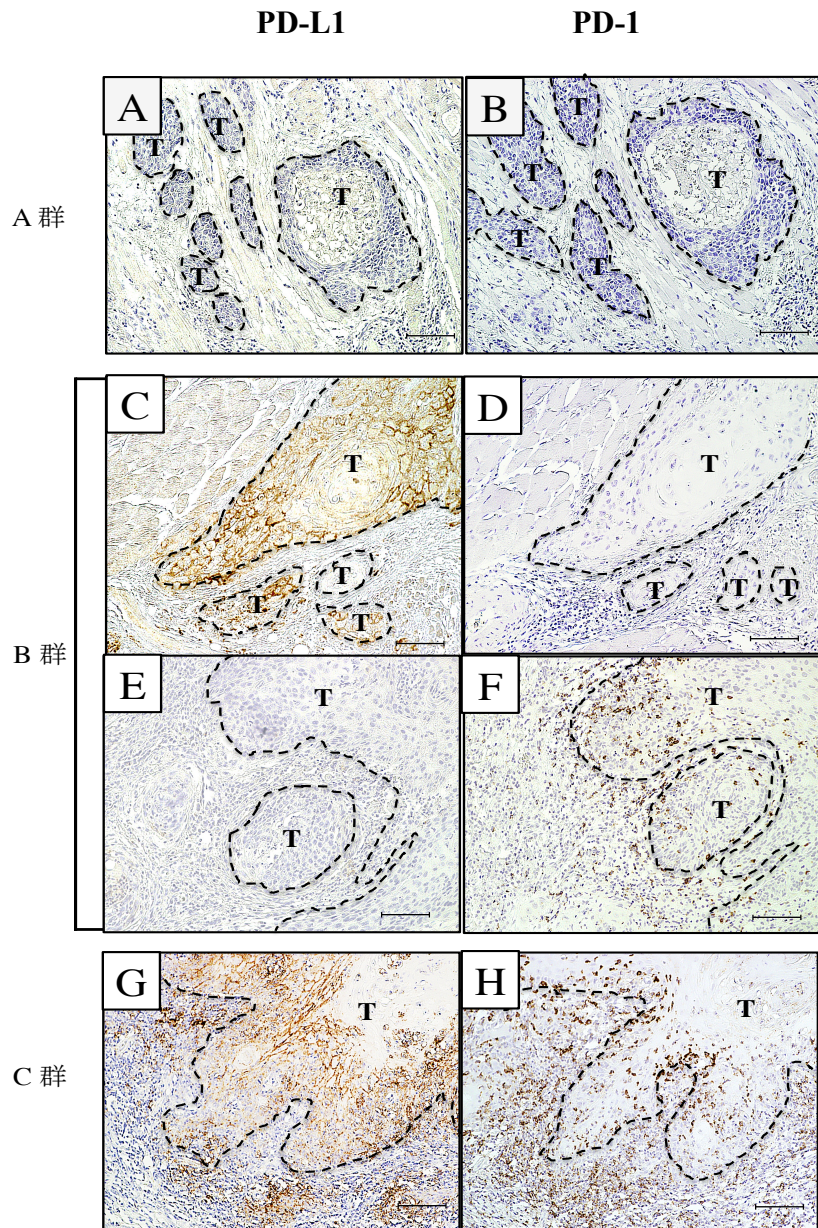 PD-L1 PD-1
A B
T T T
T T T
A 群
T T T
C D
T T
T T T T T
B 群
E F
T T
T T
G H
T T
C 群